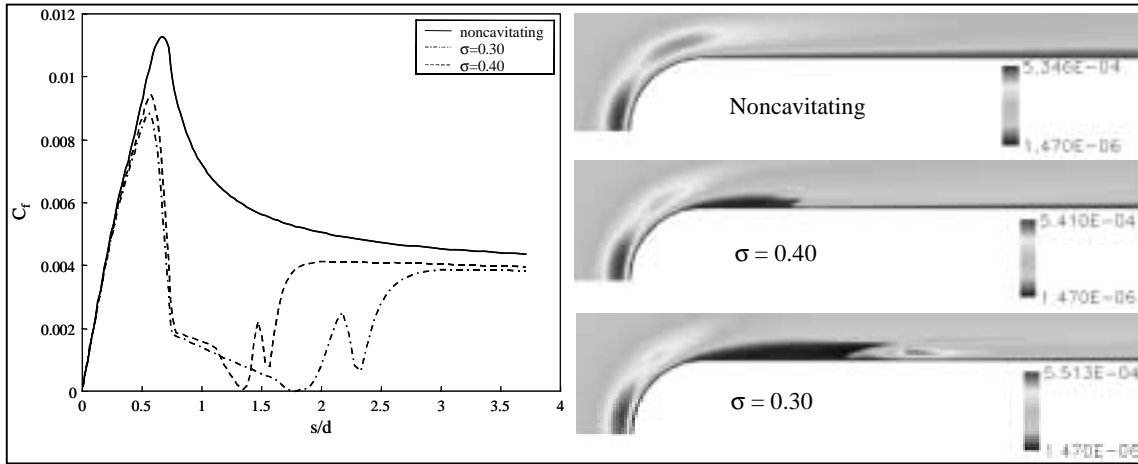 0.012
0.01
0.008
0.006
0.004
0.002
0
C_f
0 0.5 1 1.5 2 2.5 3 3.5 4
s/d
noncavitating
σ=0.30
σ=0.40
5.346E-04
Noncavitating
1.470E-06
5.410E-04
σ = 0.40
1.470E-06
5.513E-04
σ = 0.30
1.470E-06